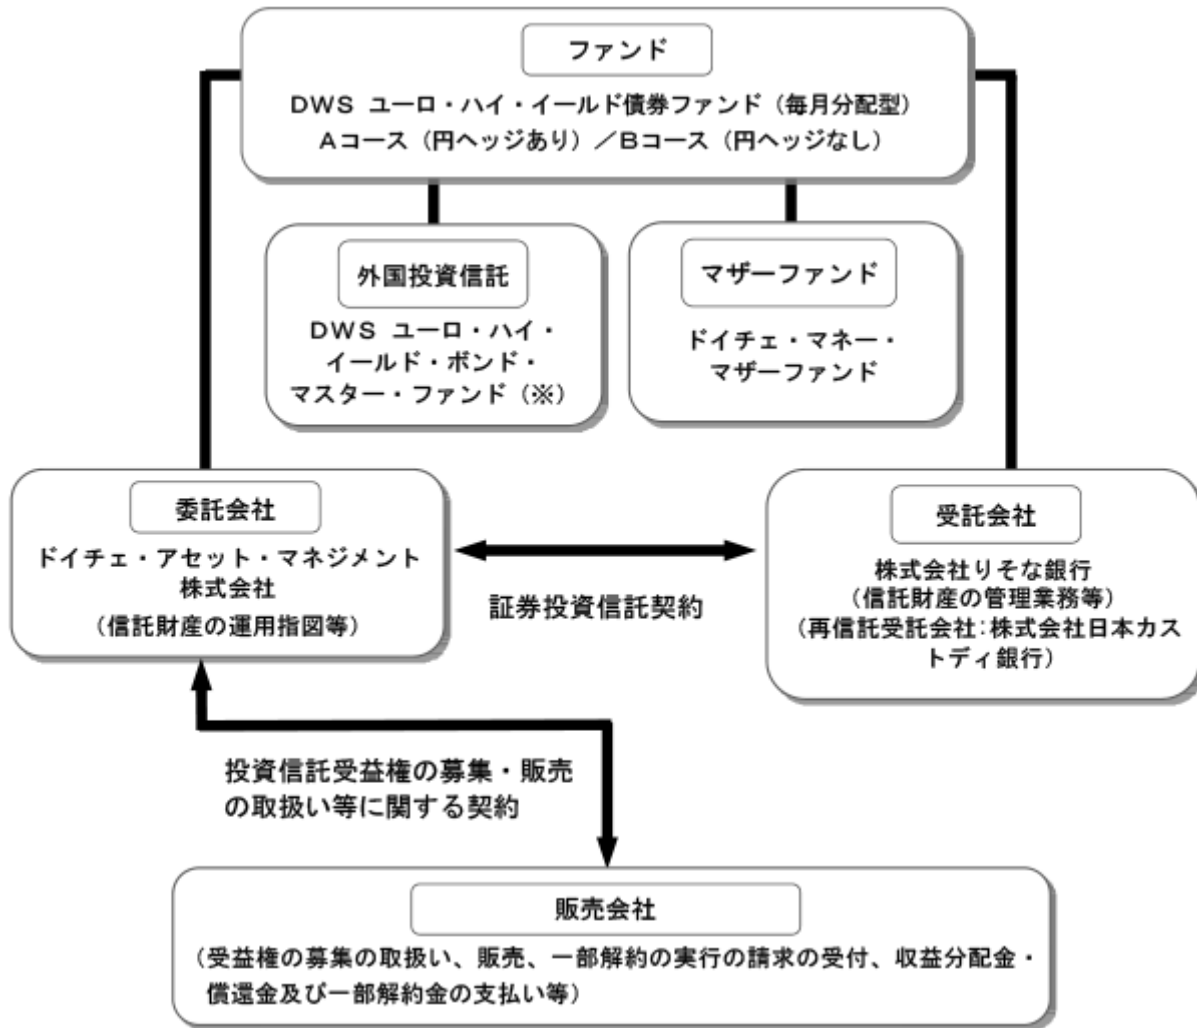 ファンド
DWS ユーロ・ハイ・イールド債券ファンド（毎月分配型）
Aコース（円ヘッジあり）／Bコース（円ヘッジなし）
外国投資信託
DWS ユーロ・ハイ・
イールド・ボンド・
マスター・ファンド（※）
マザーファンド
ドイチェ・マネー・
マザーファンド
委託会社
ドイチェ・アセット・マネジメント
株式会社
（信託財産の運用指図等）
証券投資信託契約
受託会社
株式会社りそな銀行
（信託財産の管理業務等）
（再信託受託会社：株式会社日本カス
トディ銀行）
投資信託受益権の募集・販売
の取扱い等に関する契約
販売会社
（受益権の募集の取扱い、販売、一部解約の実行の請求の受付、収益分配金・
償還金及び一部解約金の支払い等）